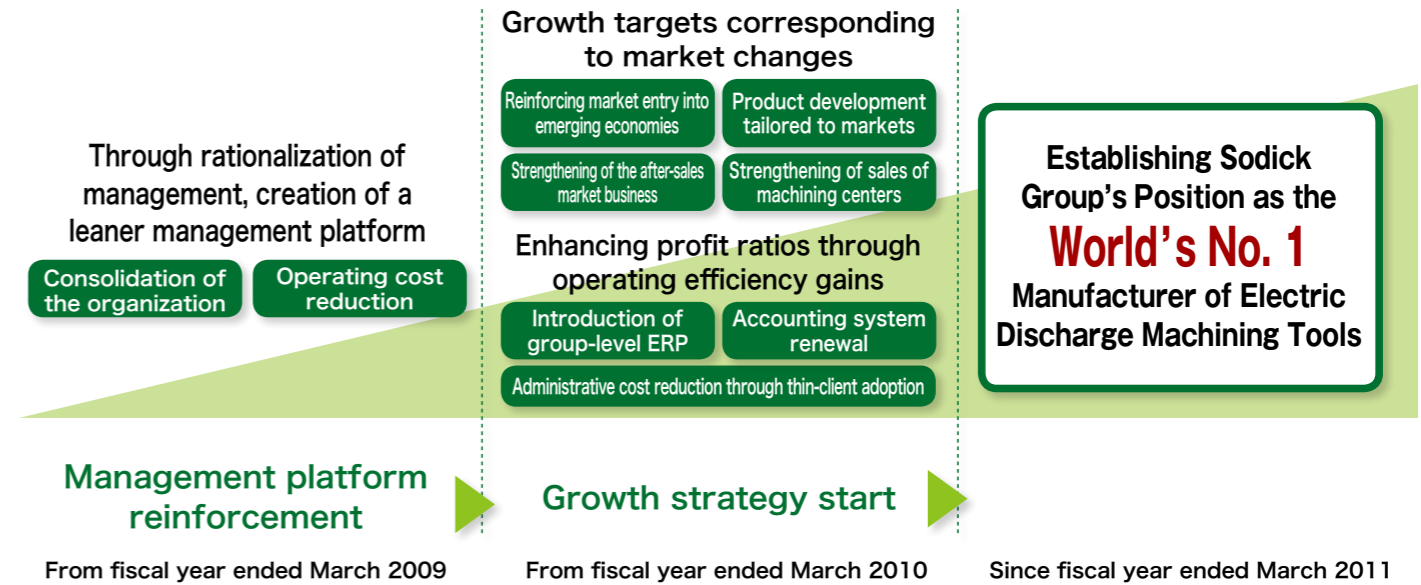 Through rationalization of
management, creation of a
leaner management platform
Consolidation of
the organization
Operating cost
reduction
Management platform
reinforcement
From fiscal year ended March 2009
Growth targets corresponding
to market changes
Reinforcing market entry into
emerging economies
Product development
tailored to markets
Strengthening of the after-sales
market business
Strengthening of sales of
machining centers
Enhancing profit ratios through
operating efficiency gains
Introduction of
group-level ERP
Accounting system
renewal
Administrative cost reduction through thin-client adoption
Growth strategy start
From fiscal year ended March 2010
Establishing Sodick
Group's Position as the
World's No. 1
Manufacturer of Electric
Discharge Machining Tools
Since fiscal year ended March 2011